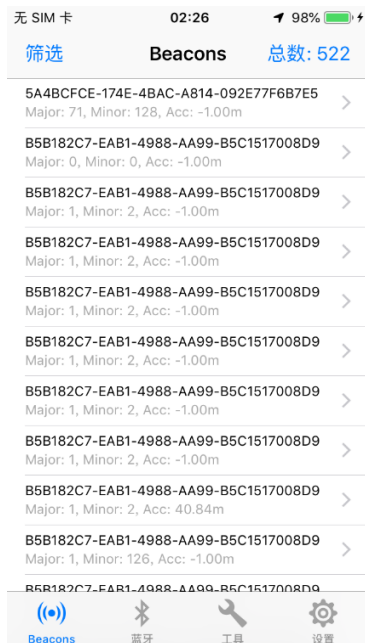 无 SIM 卡 02:26 98%
筛选 Beacons 总数: 522
5A4BCFCE-174E-4BAC-A814-092E77F6B7E5
Major: 71, Minor: 128, Acc: -1.00m
B5B182C7-EAB1-4988-AA99-B5C1517008D9
Major: 0, Minor: 0, Acc: -1.00m
B5B182C7-EAB1-4988-AA99-B5C1517008D9
Major: 1, Minor: 2, Acc: -1.00m
B5B182C7-EAB1-4988-AA99-B5C1517008D9
Major: 1, Minor: 2, Acc: -1.00m
B5B182C7-EAB1-4988-AA99-B5C1517008D9
Major: 1, Minor: 2, Acc: -1.00m
B5B182C7-EAB1-4988-AA99-B5C1517008D9
Major: 1, Minor: 2, Acc: -1.00m
B5B182C7-EAB1-4988-AA99-B5C1517008D9
Major: 1, Minor: 2, Acc: -1.00m
B5B182C7-EAB1-4988-AA99-B5C1517008D9
Major: 1, Minor: 2, Acc: -1.00m
B5B182C7-EAB1-4988-AA99-B5C1517008D9
Major: 1, Minor: 2, Acc: 40.84m
B5B182C7-EAB1-4988-AA99-B5C1517008D9
Major: 1, Minor: 126, Acc: -1.00m
B5B182C7-EAB1-4988-AA99-B5C1517008D9
Beacons 蓝牙 工具 设置